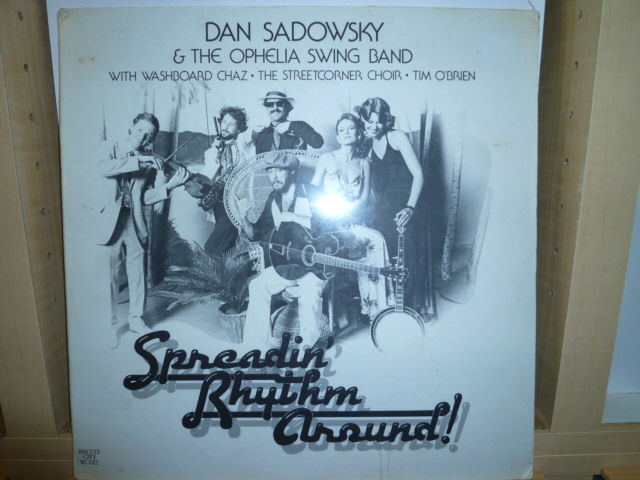 DAN SADOWSKY
& THE OPHELIA SWING BAND
WITH WASHBOARD CHAZ • THE STREETCORNER CHOIR • TIM O'BRIEN
Spreadin'
Rhythm
Around!
BISCUIT
CITY